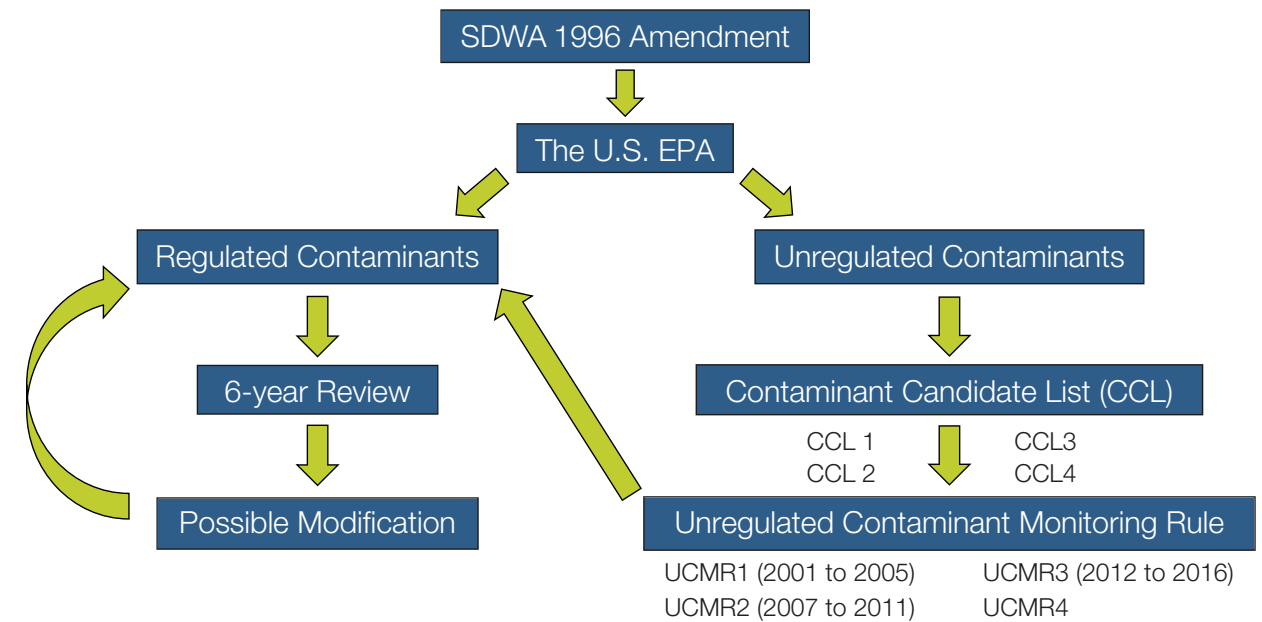 SDWA 1996 Amendment
The U.S. EPA
Regulated Contaminants
Unregulated Contaminants
6-year Review
Contaminant Candidate List (CCL)
CCL 1
CCL3
CCL 2
CCL4
Possible Modification
Unregulated Contaminant Monitoring Rule
UCMR1 (2001 to 2005)
UCMR3 (2012 to 2016)
UCMR2 (2007 to 2011)
UCMR4